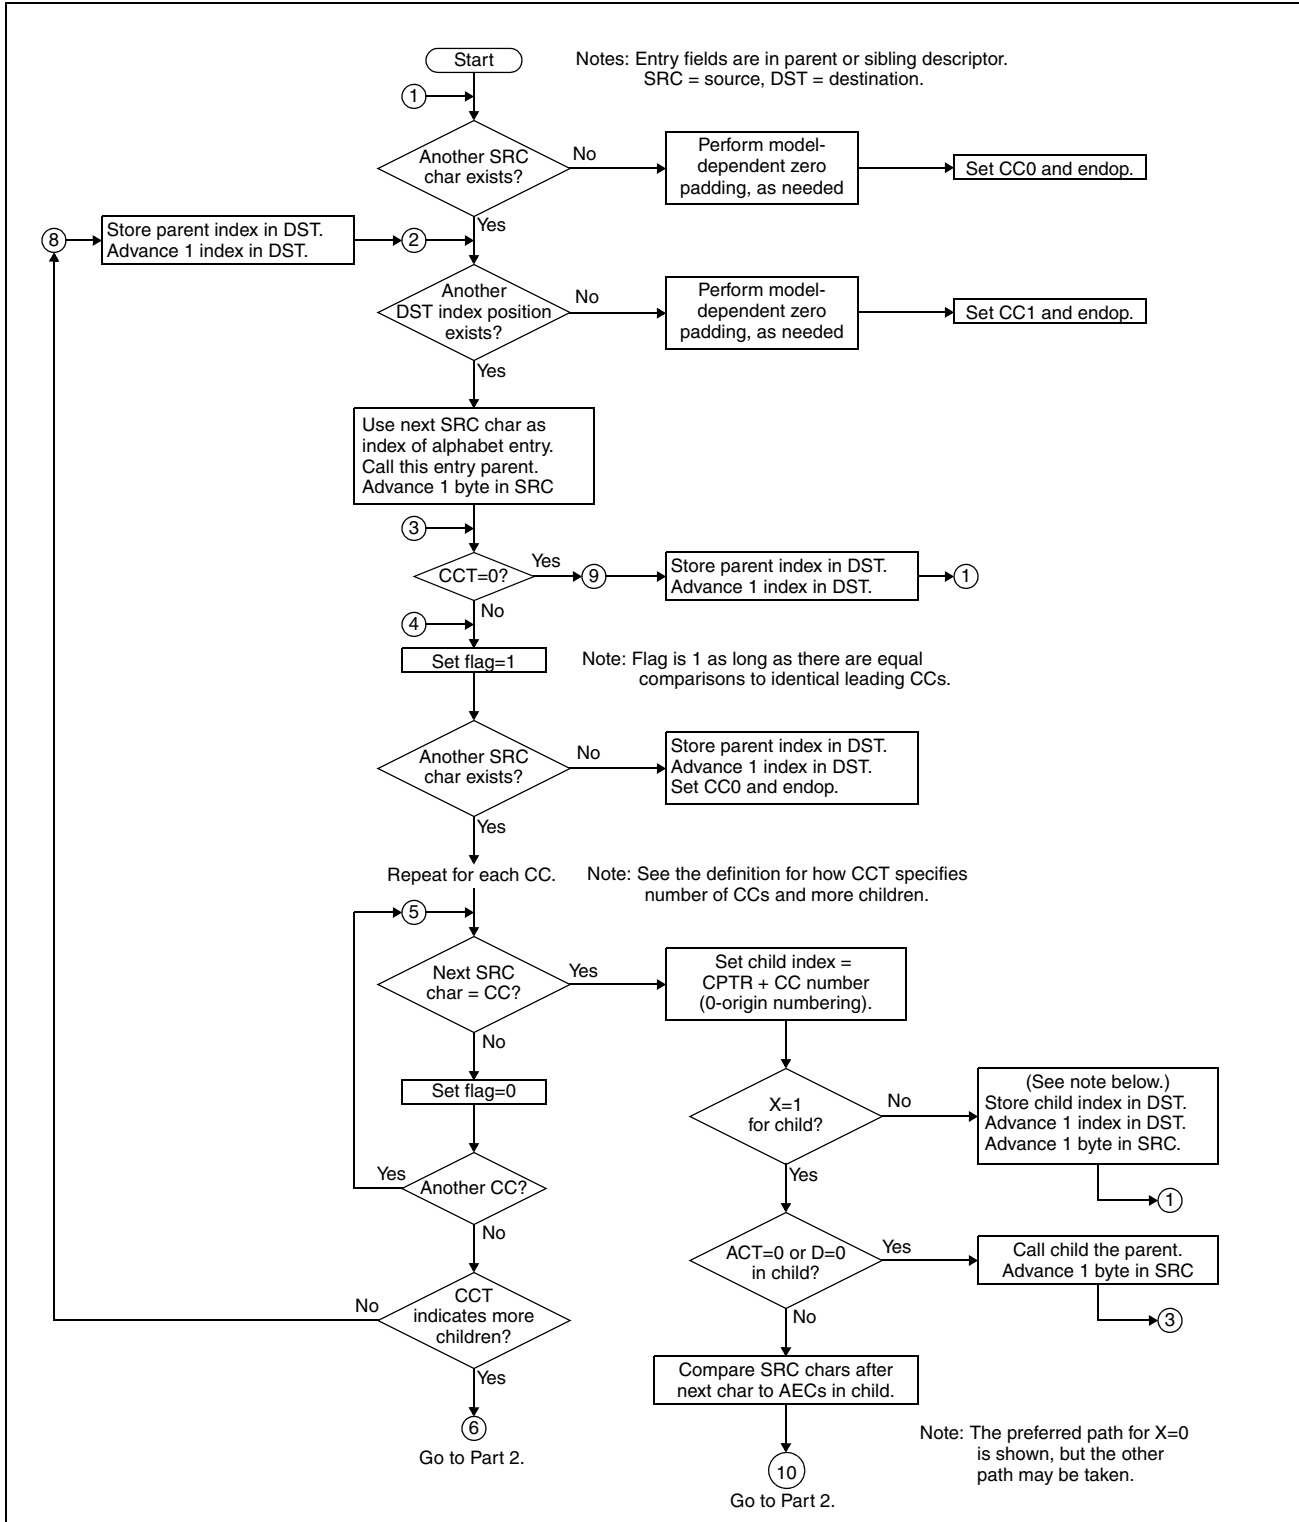 Start
Notes: Entry fields are in parent or sibling descriptor.
SRC = source, DST = destination.
1
Another SRC
char exists?
No
Perform model-
dependent zero
padding, as needed
Set CC0 and endop.
Yes
8
Store parent index in DST.
Advance 1 index in DST.
2
Another
DST index position
exists?
No
Perform model-
dependent zero
padding, as needed
Set CC1 and endop.
Yes
Use next SRC char as
index of alphabet entry.
Call this entry parent.
Advance 1 byte in SRC
3
CCT=0?
Yes
9
Store parent index in DST.
Advance 1 index in DST.
1
No
4
Set flag=1
Note: Flag is 1 as long as there are equal
comparisons to identical leading CCs.
Another SRC
char exists?
No
Store parent index in DST.
Advance 1 index in DST.
Set CC0 and endop.
Yes
Repeat for each CC.
Note: See the definition for how CCT specifies
number of CCs and more children.
5
Next SRC
char = CC?
Yes
Set child index =
CPTR + CC number
(0-origin numbering).
No
Set flag=0
X=1
for child?
No
(See note below.)
Store child index in DST.
Advance 1 index in DST.
Advance 1 byte in SRC.
1
Yes
Another CC?
Yes
No
ACT=0 or D=0
in child?
Yes
Call child the parent.
Advance 1 byte in SRC
3
No
CCT
indicates more
children?
No
Yes
6
Go to Part 2.
Compare SRC chars after
next char to AECs in child.
10
Go to Part 2.
Note: The preferred path for X=0
is shown, but the other
path may be taken.